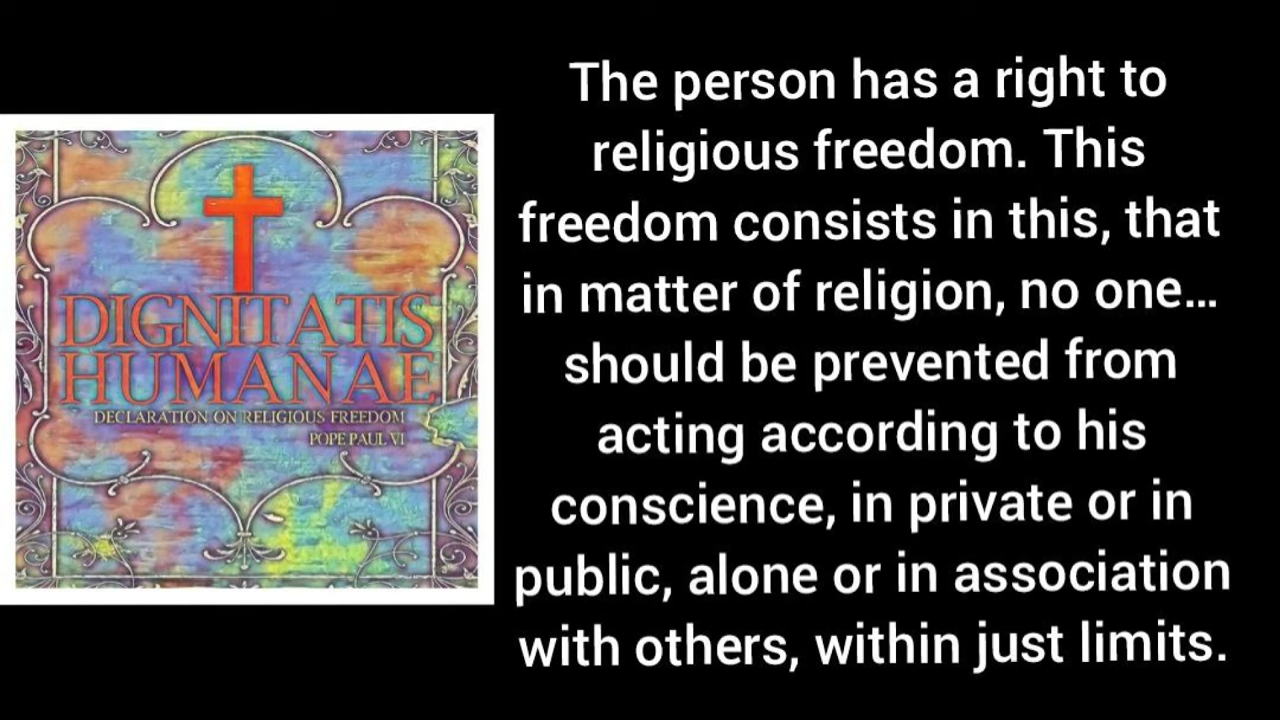 DIGNITATIS
HUMANAE
DECLARATION ON RELIGIOUS FREEDOM
POPE PAUL VI
The person has a right to
religious freedom. This
freedom consists in this, that
in matter of religion, no one...
should be prevented from
acting according to his
conscience, in private or in
public, alone or in association
with others, within just limits.